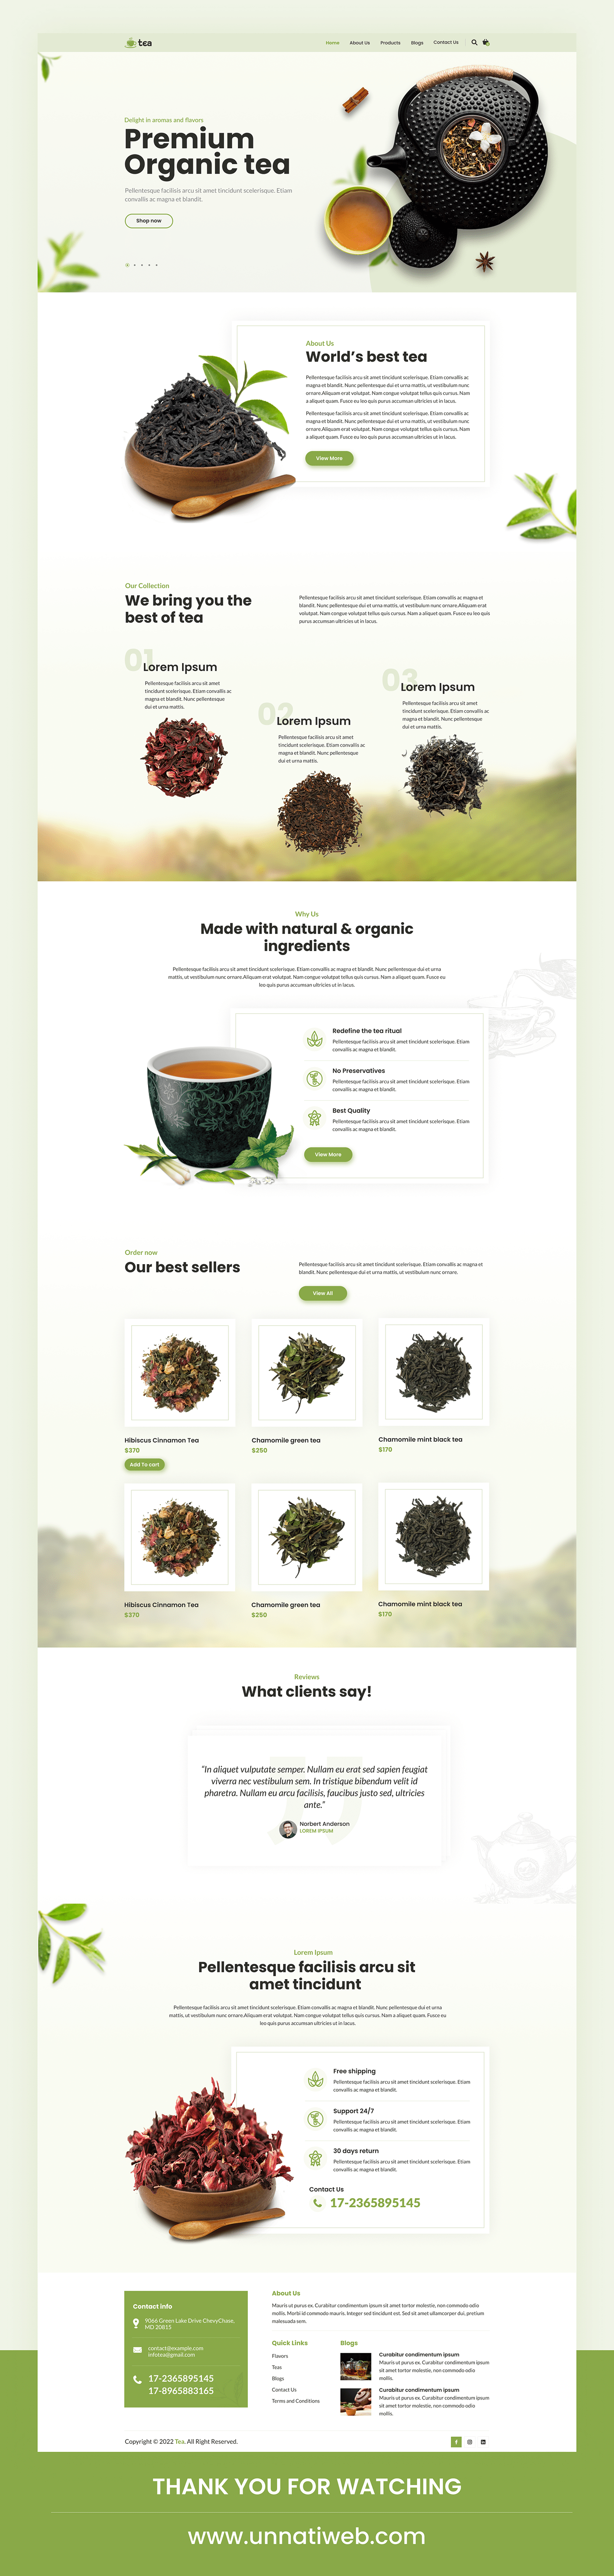 tea
Home About Us Products Blogs Contact Us
Delight in aromas and flavors
Premium
Organic tea
Pellentesque facilisis arcu sit amet tincidunt scelerisque. Etiam
convallis ac magna et blandit.
Shop now
About Us
World's best tea
Pellentesque facilisis arcu sit amet tincidunt scelerisque. Etiam convallis ac
magna et blandit. Nunc pellentesque dui et urna mattis, ut vestibulum nunc
ornare.Aliquam erat volutpat. Nam congue volutpat tellus quis cursus. Nam
a aliquet quam. Fusce eu leo quis purus accumsan ultricies ut in lacus.
Pellentesque facilisis arcu sit amet tincidunt scelerisque. Etiam convallis ac
magna et blandit. Nunc pellentesque dui et urna mattis, ut vestibulum nunc
ornare.Aliquam erat volutpat. Nam congue volutpat tellus quis cursus. Nam
a aliquet quam. Fusce eu leo quis purus accumsan ultricies ut in lacus.
View More
Our Collection
We bring you the
best of tea
Pellentesque facilisis arcu sit amet tincidunt scelerisque. Etiam convallis ac magna et
blandit. Nunc pellentesque dui et urna mattis, ut vestibulum nunc ornare.Aliquam erat
volutpat. Nam congue volutpat tellus quis cursus. Nam a aliquet quam. Fusce eu leo quis
purus accumsan ultricies ut in lacus.
01
Lorem Ipsum
Pellentesque facilisis arcu sit amet
tincidunt scelerisque. Etiam convallis ac
magna et blandit. Nunc pellentesque
dui et urna mattis.
02
Lorem Ipsum
Pellentesque facilisis arcu sit amet
tincidunt scelerisque. Etiam convallis ac
magna et blandit. Nunc pellentesque
dui et urna mattis.
03
Lorem Ipsum
Pellentesque facilisis arcu sit amet
tincidunt scelerisque. Etiam convallis ac
magna et blandit. Nunc pellentesque
dui et urna mattis.
Why Us
Made with natural & organic
ingredients
Pellentesque facilisis arcu sit amet tincidunt scelerisque. Etiam convallis ac magna et blandit. Nunc pellentesque dui et urna
mattis, ut vestibulum nunc ornare.Aliquam erat volutpat. Nam congue volutpat tellus quis cursus. Nam a aliquet quam. Fusce eu
leo quis purus accumsan ultricies ut in lacus.
Redefine the tea ritual
Pellentesque facilisis arcu sit amet tincidunt scelerisque. Etiam
convallis ac magna et blandit.
No Preservatives
Pellentesque facilisis arcu sit amet tincidunt scelerisque. Etiam
convallis ac magna et blandit.
Best Quality
Pellentesque facilisis arcu sit amet tincidunt scelerisque. Etiam
convallis ac magna et blandit.
View More
Order now
Our best sellers
Pellentesque facilisis arcu sit amet tincidunt scelerisque. Etiam convallis ac magna et
blandit. Nunc pellentesque dui et urna mattis, ut vestibulum nunc ornare.
View All
Hibiscus Cinnamon Tea
$370
Add To cart
Chamomile green tea
$250
Chamomile mint black tea
$170
Hibiscus Cinnamon Tea
$370
Chamomile green tea
$250
Chamomile mint black tea
$170
Reviews
What clients say!
"In aliquet vulputate semper. Nullam eu erat sed sapien feugiat
viverra nec vestibulum sem. In tristique bibendum velit id
pharetra. Nullam eu arcu facilisis, faucibus justo sed, ultricies
ante."
Norbert Anderson
LOREM IPSUM
Lorem Ipsum
Pellentesque facilisis arcu sit
amet tincidunt
Pellentesque facilisis arcu sit amet tincidunt scelerisque. Etiam convallis ac magna et blandit. Nunc pellentesque dui et urna
mattis, ut vestibulum nunc ornare.Aliquam erat volutpat. Nam congue volutpat tellus quis cursus. Nam a aliquet quam. Fusce eu
leo quis purus accumsan ultricies ut in lacus.
Free shipping
Pellentesque facilisis arcu sit amet tincidunt scelerisque. Etiam
convallis ac magna et blandit.
Support 24/7
Pellentesque facilisis arcu sit amet tincidunt scelerisque. Etiam
convallis ac magna et blandit.
30 days return
Pellentesque facilisis arcu sit amet tincidunt scelerisque. Etiam
convallis ac magna et blandit.
Contact Us
17-2365895145
Contact info
9066 Green Lake Drive ChevyChase,
MD 20815
contact@example.com
infotea@gmail.com
17-2365895145
17-8965883165
About Us
Mauris ut purus ex. Curabitur condimentum ipsum sit amet tortor molestie, non commodo odio
mollis. Morbi id commodo mauris. Integer sed tincidunt est. Sed sit amet ullamcorper dui, pretium
malesuada sem.
Quick Links
Flavors
Teas
Blogs
Contact Us
Terms and Conditions
Blogs
Curabitur condimentum ipsum
Mauris ut purus ex. Curabitur condimentum ipsum
sit amet tortor molestie, non commodo odio
mollis.
Curabitur condimentum ipsum
Mauris ut purus ex. Curabitur condimentum ipsum
sit amet tortor molestie, non commodo odio
mollis.
Copyright © 2022 Tea. All Right Reserved.
THANK YOU FOR WATCHING
www.unnatiweb.com